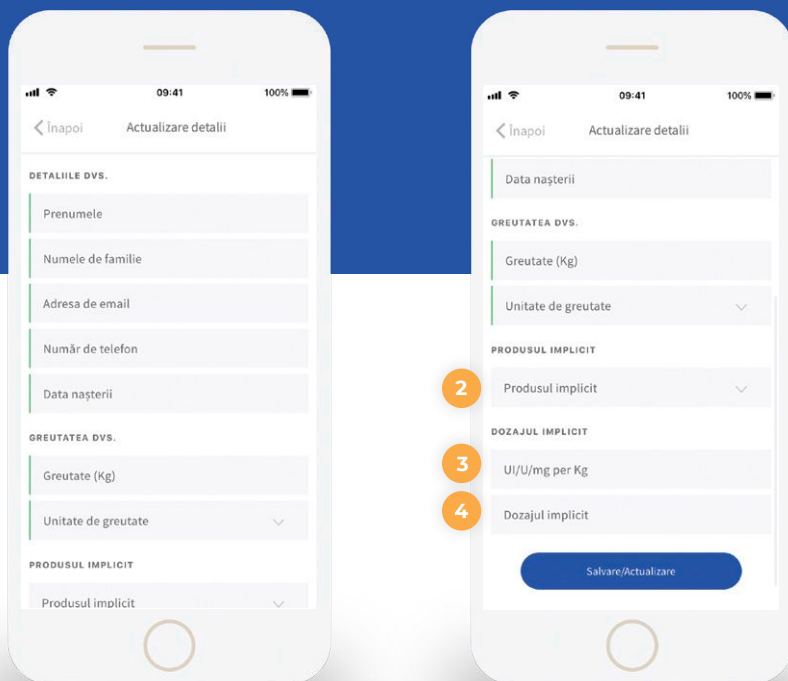 09:41
100%
Înapoi
Actualizare detalii
DETALIILE DVS.
Prenumele
Numele de familie
Adresa de email
Număr de telefon
Data nașterii
GREUTATEA DVS.
Greutate (Kg)
Unitate de greutate
PRODUSUL IMPLICIT
Produsul implicit
09:41
100%
Înapoi
Actualizare detalii
Data nașterii
GREUTATEA DVS.
Greutate (Kg)
Unitate de greutate
PRODUSUL IMPLICIT
2 Produsul implicit
DOZAJUL IMPLICIT
3 UI/U/mg per Kg
4 Dozajul implicit
Salvare/Actualizare